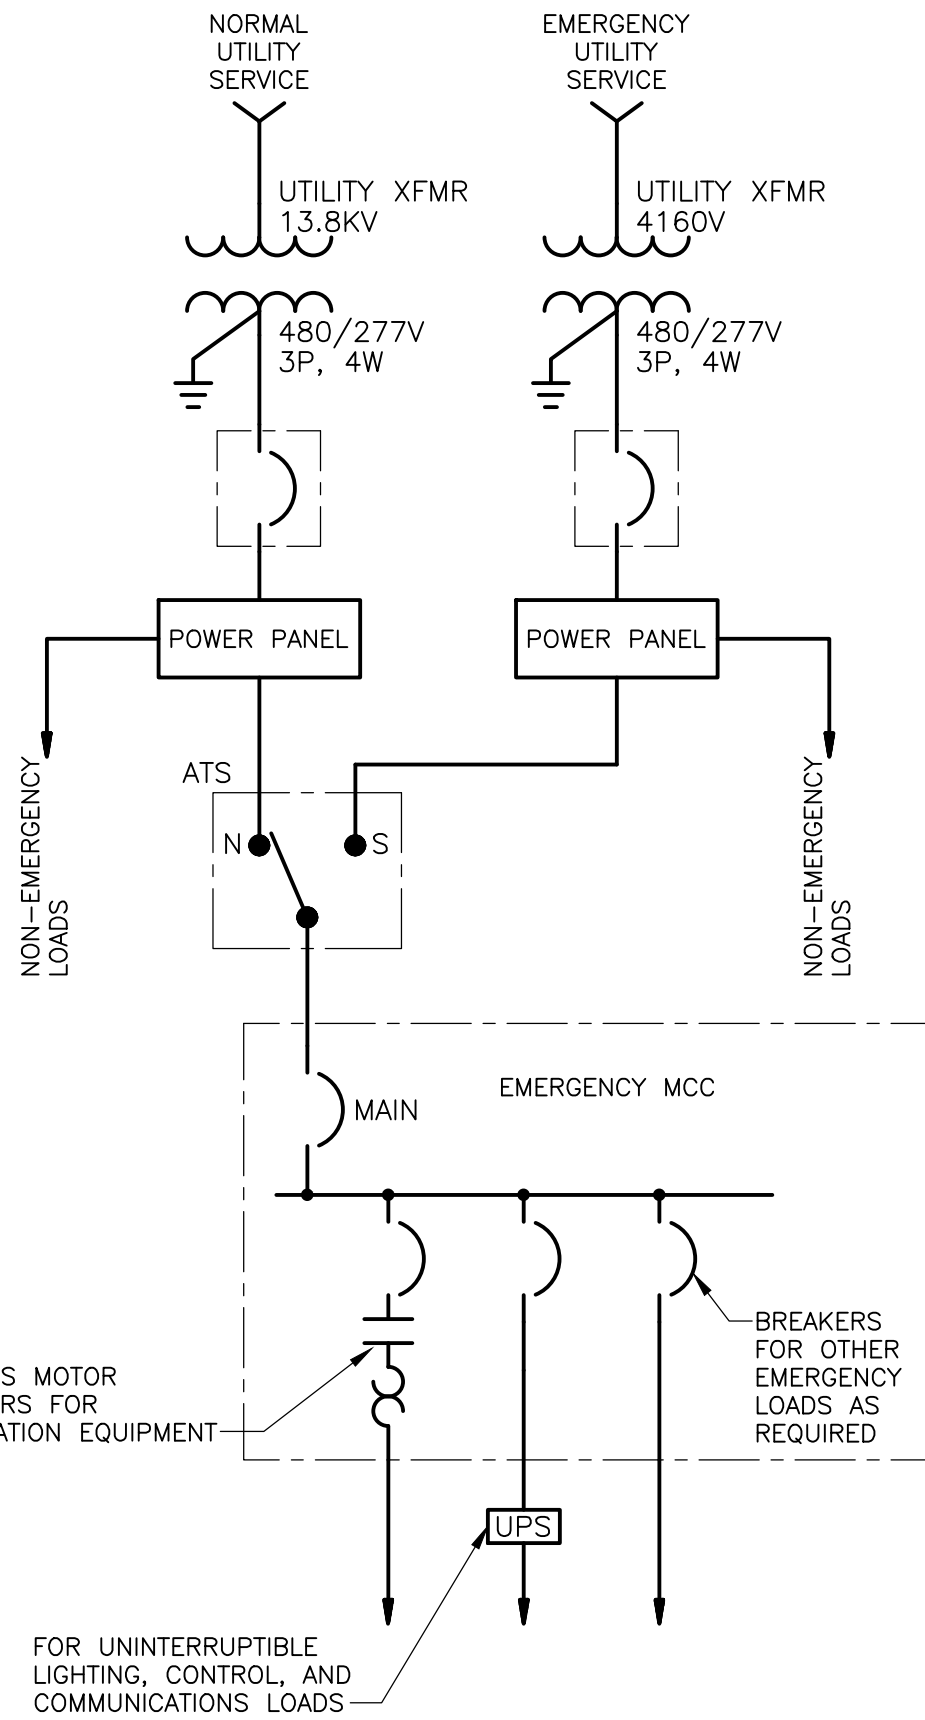 NORMAL
UTILITY
SERVICE
EMERGENCY
UTILITY
SERVICE
UTILITY XFMR
13.8KV
UTILITY XFMR
4160V
480/277V
3P, 4W
480/277V
3P, 4W
POWER PANEL
POWER PANEL
NON-EMERGENCY
LOADS
ATS
N
S
NON-EMERGENCY
LOADS
EMERGENCY MCC
MAIN
BREAKERS
FOR OTHER
EMERGENCY
LOADS AS
REQUIRED
S MOTOR
RS FOR
ATION EQUIPMENT
UPS
FOR UNINTERRUPTIBLE
LIGHTING, CONTROL, AND
COMMUNICATIONS LOADS